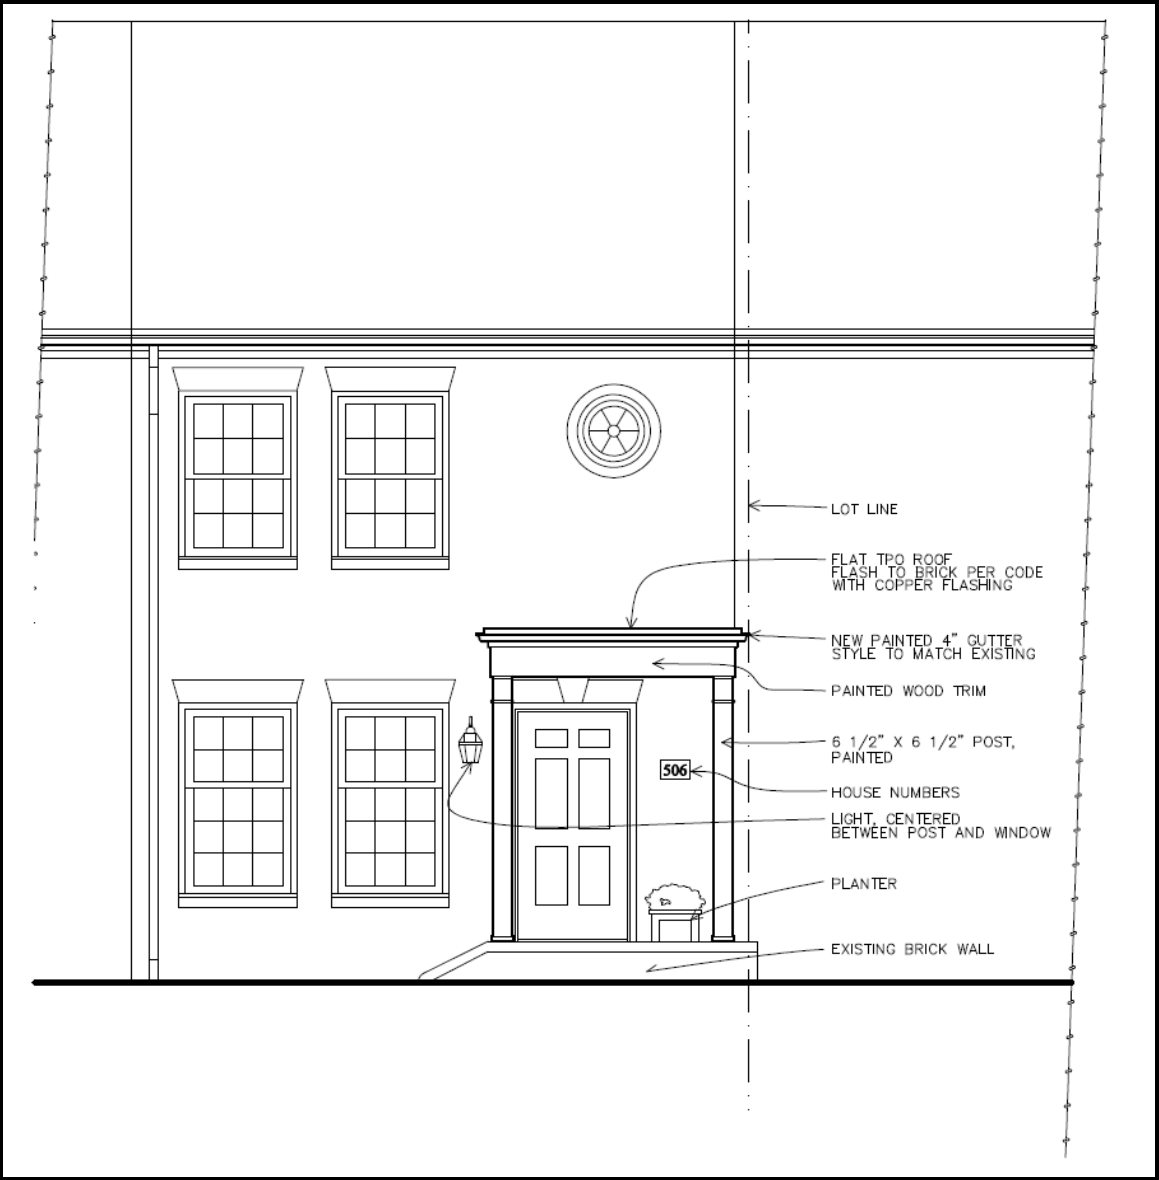 LOT LINE
FLAT TPO ROOF
FLASH TO BRICK PER CODE
WITH COPPER FLASHING
NEW PAINTED 4" GUTTER
STYLE TO MATCH EXISTING
PAINTED WOOD TRIM
6 1/2" X 6 1/2" POST,
PAINTED
506
HOUSE NUMBERS
LIGHT, CENTERED
BETWEEN POST AND WINDOW
PLANTER
EXISTING BRICK WALL